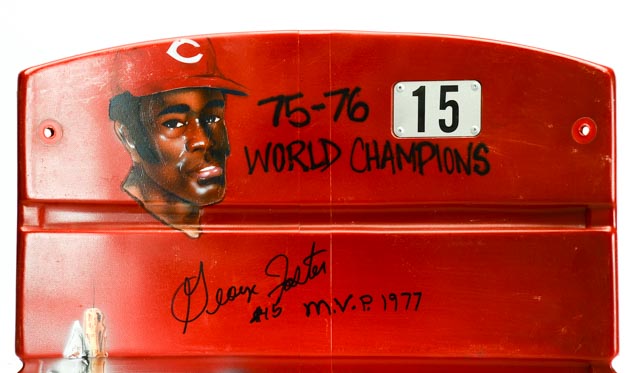 C
75-76
15
WORLD CHAMPIONS
George Foster
#15 M.V.P. 1977